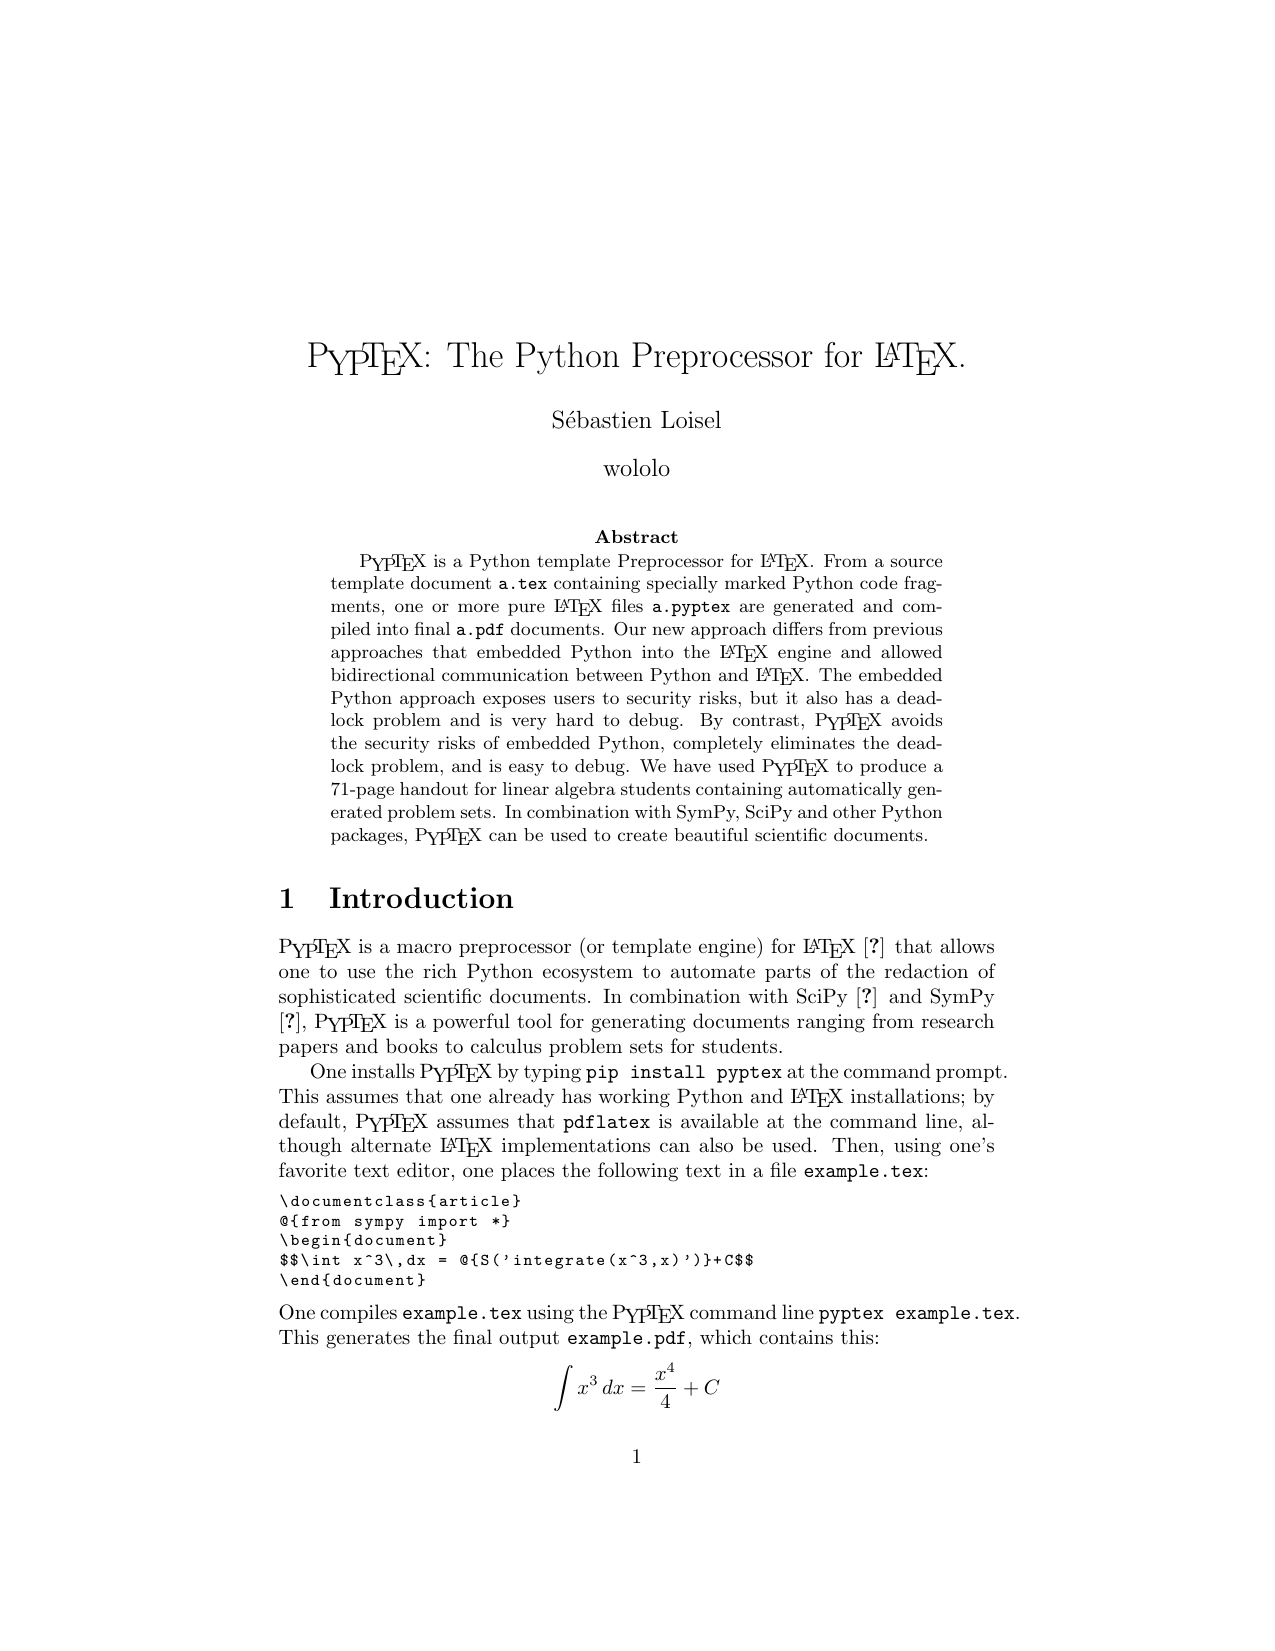 PYPTEX: The Python Preprocessor for LATEX.
Sébastien Loisel
wololo
Abstract
PYPTEX is a Python template Preprocessor for LATEX. From a source
template document a.tex containing specially marked Python code frag-
ments, one or more pure LATEX files a.pyptex are generated and com-
piled into final a.pdf documents. Our new approach differs from previous
approaches that embedded Python into the LATEX engine and allowed
bidirectional communication between Python and LATEX. The embedded
Python approach exposes users to security risks, but it also has a dead-
lock problem and is very hard to debug. By contrast, PYPTEX avoids
the security risks of embedded Python, completely eliminates the dead-
lock problem, and is easy to debug. We have used PYPTEX to produce a
71-page handout for linear algebra students containing automatically gen-
erated problem sets. In combination with SymPy, SciPy and other Python
packages, PYPTEX can be used to create beautiful scientific documents.
1 Introduction
PYPTEX is a macro preprocessor (or template engine) for LATEX [?] that allows
one to use the rich Python ecosystem to automate parts of the redaction of
sophisticated scientific documents. In combination with SciPy [?] and SymPy
[?], PYPTEX is a powerful tool for generating documents ranging from research
papers and books to calculus problem sets for students.
One installs PYPTEX by typing pip install pyptex at the command prompt.
This assumes that one already has working Python and LATEX installations; by
default, PYPTEX assumes that pdflatex is available at the command line, al-
though alternate LATEX implementations can also be used. Then, using one's
favorite text editor, one places the following text in a file example.tex:
\documentclass{article}
@{from sympy import *}
\begin{document}
$$\int x^3\,dx = @{S('integrate(x^3,x)')}+C$$
\end{document}
One compiles example.tex using the PYPTEX command line pyptex example.tex.
This generates the final output example.pdf, which contains this:
∫ x³ dx = x⁴/4 + C
1